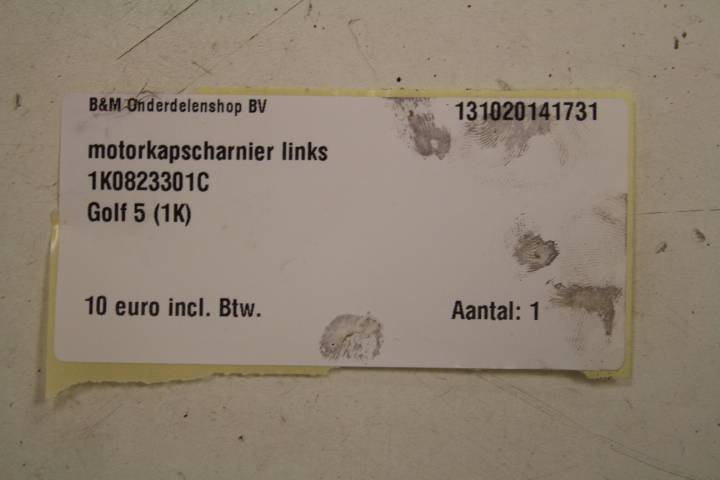 B&M Onderdelenshop BV 131020141731
motorkapscharnier links
1K0823301C
Golf 5 (1K)
10 euro incl. Btw. Aantal: 1